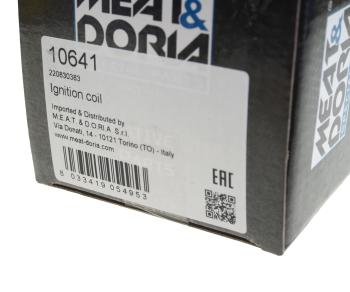 MEAT&
DORIA
10641
220830383
Ignition coil
Imported & Distributed by
M.E.A.T. & D.O.R.I.A. S.r.l.
Via Donati, 14 - 10121 Torino (TO) - Italy
www.meat-doria.com
8 033419 054953
EAC
MEAT&
DORIA